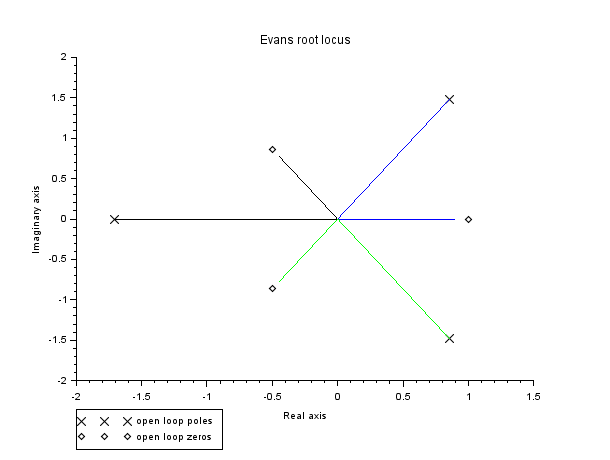 Evans root locus
2
1.5
1
0.5
0
-0.5
-1
-1.5
-2
Imaginary axis
-2 -1.5 -1 -0.5 0 0.5 1 1.5
Real axis
open loop poles
open loop zeros